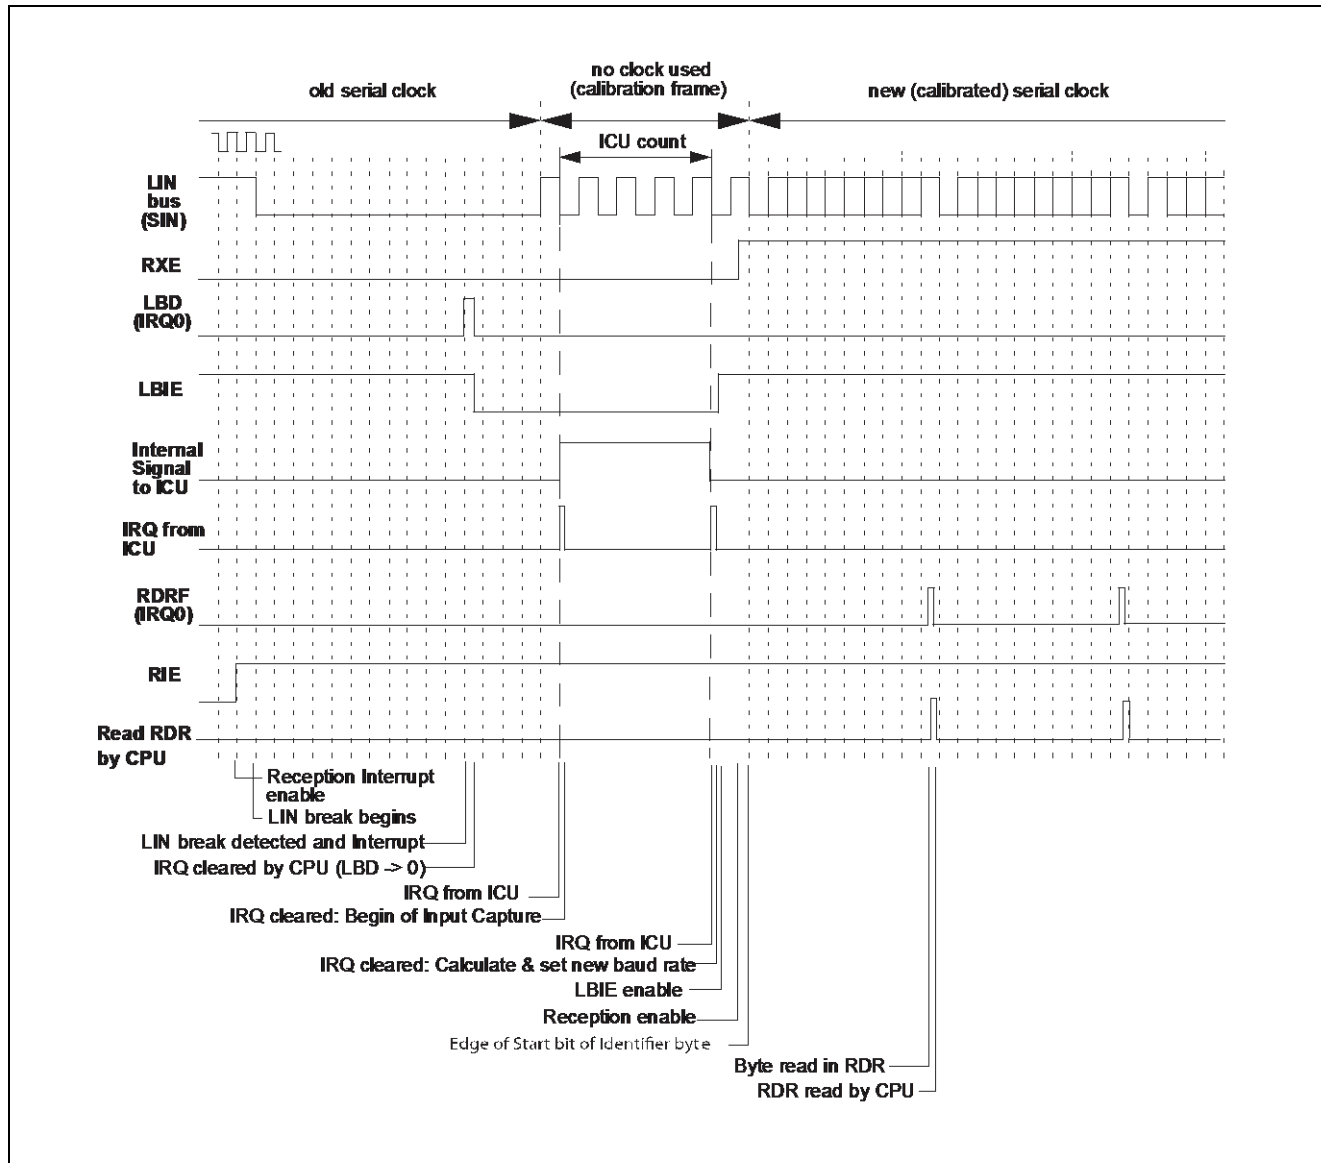 no clock used
old serial clock
(calibration frame)
new (calibrated) serial clock
ICU count
LIN
bus
(SIN)
RXE
LBD
(IRQ0)
LBIE
Internal
Signal
to ICU
IRQ from
ICU
RDRF
(IRQ0)
RIE
Read RDR
by CPU
Reception Interrupt
enable
LIN break begins
LIN break detected and Interrupt
IRQ cleared by CPU (LBD -> 0)
IRQ from ICU
IRQ cleared: Begin of Input Capture
IRQ from ICU
IRQ cleared: Calculate & set new baud rate
LBIE enable
Reception enable
Edge of Start bit of Identifier byte
Byte read in RDR
RDR read by CPU